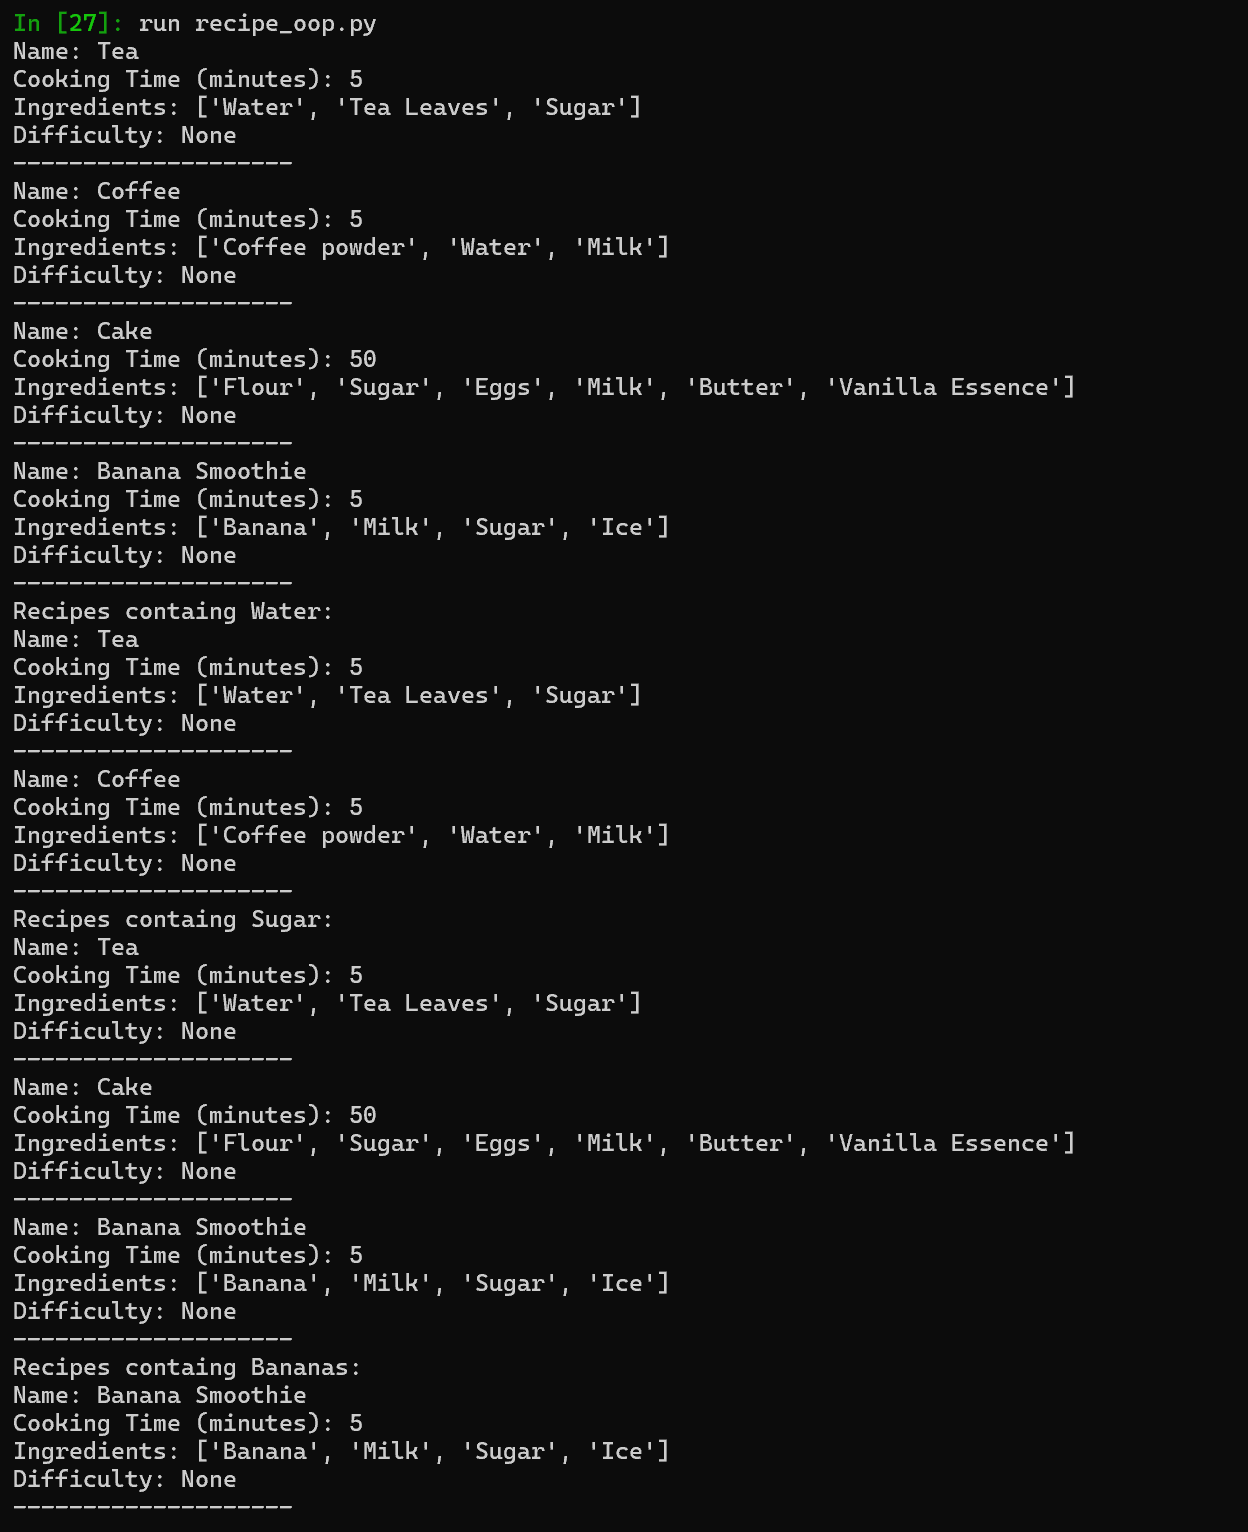 In [27]: run recipe_oop.py
Name: Tea
Cooking Time (minutes): 5
Ingredients: ['Water', 'Tea Leaves', 'Sugar']
Difficulty: None
--------------------
Name: Coffee
Cooking Time (minutes): 5
Ingredients: ['Coffee powder', 'Water', 'Milk']
Difficulty: None
--------------------
Name: Cake
Cooking Time (minutes): 50
Ingredients: ['Flour', 'Sugar', 'Eggs', 'Milk', 'Butter', 'Vanilla Essence']
Difficulty: None
--------------------
Name: Banana Smoothie
Cooking Time (minutes): 5
Ingredients: ['Banana', 'Milk', 'Sugar', 'Ice']
Difficulty: None
--------------------
Recipes containg Water:
Name: Tea
Cooking Time (minutes): 5
Ingredients: ['Water', 'Tea Leaves', 'Sugar']
Difficulty: None
--------------------
Name: Coffee
Cooking Time (minutes): 5
Ingredients: ['Coffee powder', 'Water', 'Milk']
Difficulty: None
--------------------
Recipes containg Sugar:
Name: Tea
Cooking Time (minutes): 5
Ingredients: ['Water', 'Tea Leaves', 'Sugar']
Difficulty: None
--------------------
Name: Cake
Cooking Time (minutes): 50
Ingredients: ['Flour', 'Sugar', 'Eggs', 'Milk', 'Butter', 'Vanilla Essence']
Difficulty: None
--------------------
Name: Banana Smoothie
Cooking Time (minutes): 5
Ingredients: ['Banana', 'Milk', 'Sugar', 'Ice']
Difficulty: None
--------------------
Recipes containg Bananas:
Name: Banana Smoothie
Cooking Time (minutes): 5
Ingredients: ['Banana', 'Milk', 'Sugar', 'Ice']
Difficulty: None
--------------------